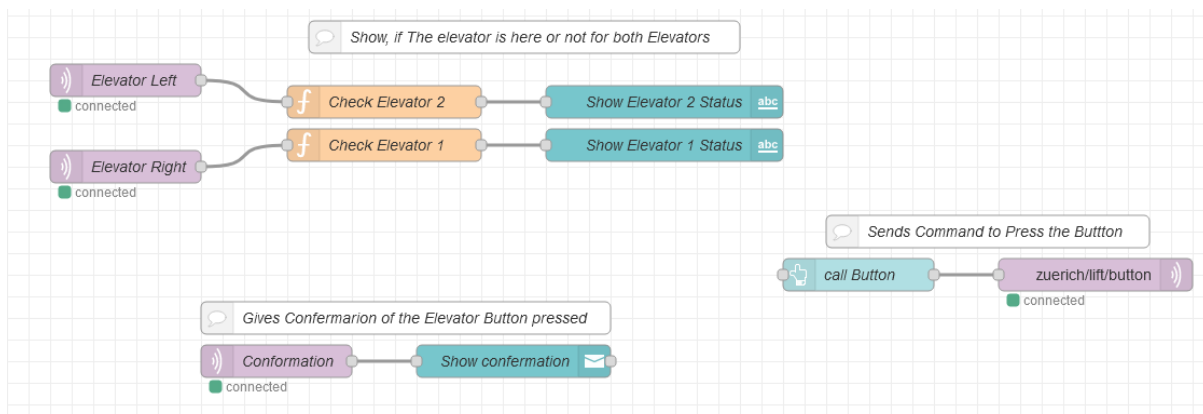 Show, if The elevator is here or not for both Elevators
Elevator Left
connected
Check Elevator 2
Show Elevator 2 Status
abc
Check Elevator 1
Show Elevator 1 Status
abc
Elevator Right
connected
Sends Command to Press the Buttton
call Button
zuerich/lift/button
connected
Gives Confermarion of the Elevator Button pressed
Conformation
Show confermation
connected